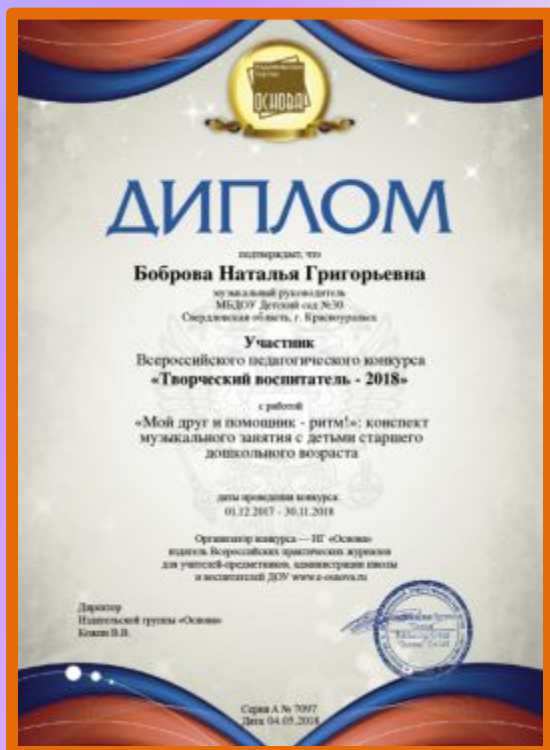 ОСНОВА
ДИПЛОМ
подтверждает, что
Боброва Наталья Григорьевна
музыкальный руководитель
МБДОУ Детский сад №30
Свердловская область, г. Красноуральск
Участник
Всероссийского педагогического конкурса
«Творческий воспитатель - 2018»
с работой
«Мой друг и помощник - ритм!»: конспект
музыкального занятия с детьми старшего
дошкольного возраста
даты проведения конкурса:
01.12.2017 - 30.11.2018
Организатор конкурса — ИГ «Основа»
издатель Всероссийских практических журналов
для учителей-предметников, администрации школы
и воспитателей ДОУ www.e-osnova.ru
Директор
Издательской группы «Основа»
В.В.
Серия А № 7097
Дата: 04.05.2018